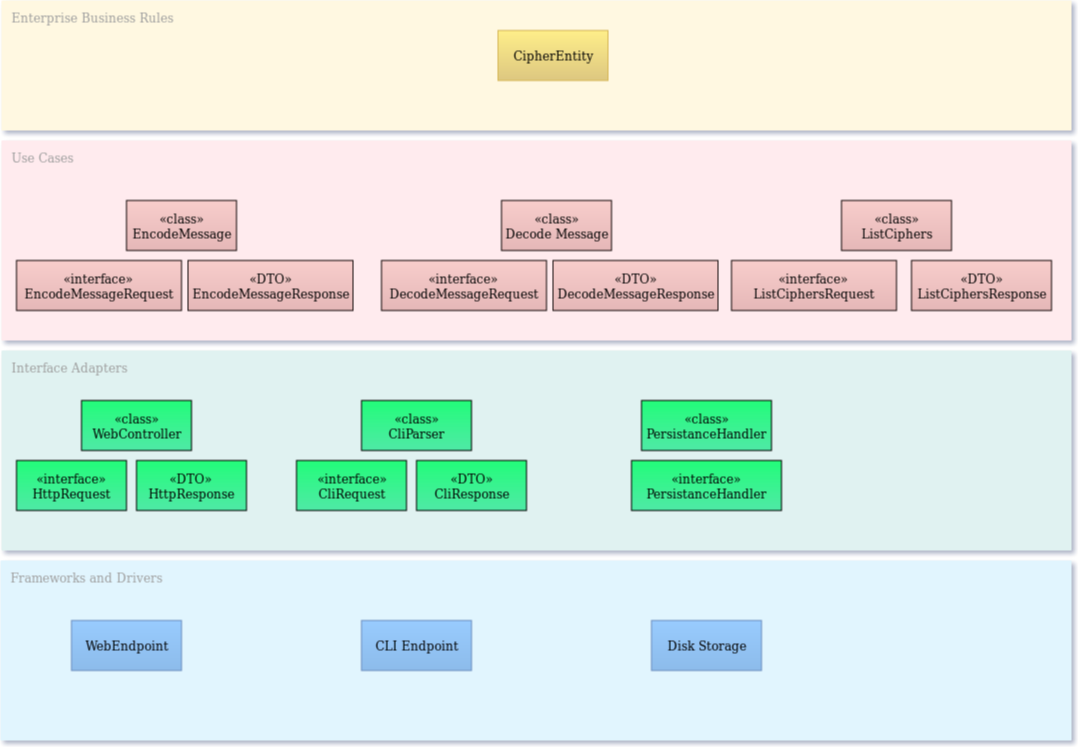 Enterprise Business Rules
CipherEntity
Use Cases
«class»
EncodeMessage
«interface»
EncodeMessageRequest
«DTO»
EncodeMessageResponse
«class»
Decode Message
«interface»
DecodeMessageRequest
«DTO»
DecodeMessageResponse
«class»
ListCiphers
«interface»
ListCiphersRequest
«DTO»
ListCiphersResponse
Interface Adapters
«class»
WebController
«interface»
HttpRequest
«DTO»
HttpResponse
«class»
CliParser
«interface»
CliRequest
«DTO»
CliResponse
«class»
PersistanceHandler
«interface»
PersistanceHandler
Frameworks and Drivers
WebEndpoint
CLI Endpoint
Disk Storage